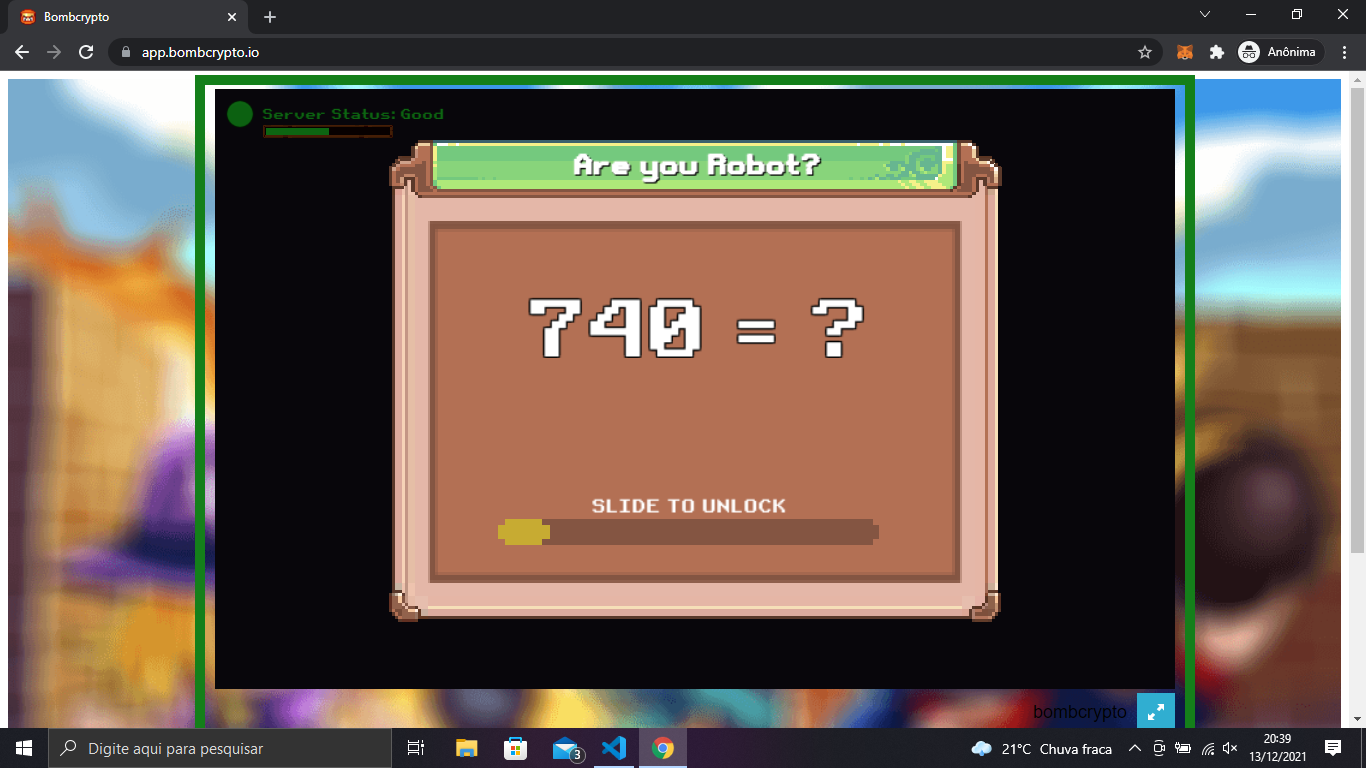 Bombcrypto
app.bombcrypto.io
Anônima
Server Status: Good
Are you Robot?
740 = ?
SLIDE TO UNLOCK
bombcrypto
Digite aqui para pesquisar
3
21°C Chuva fraca
20:39
13/12/2021